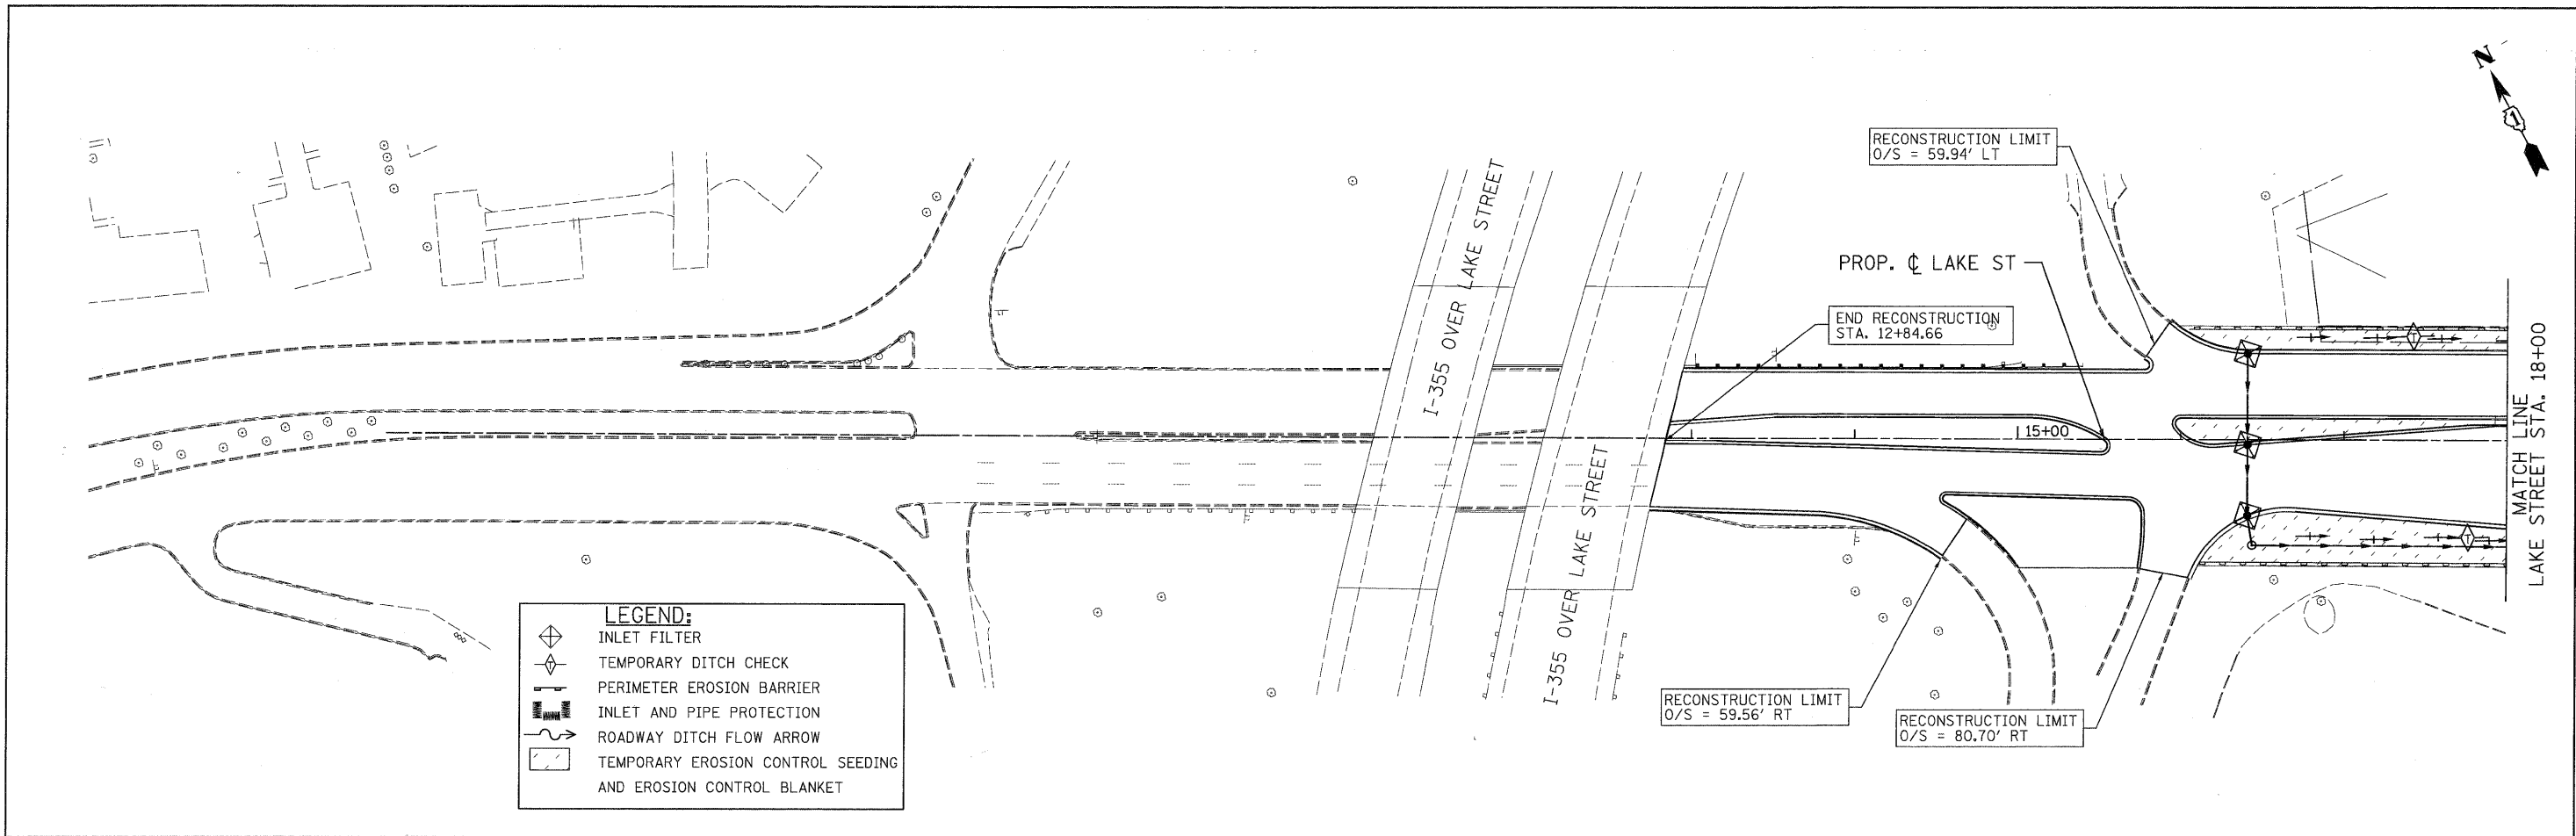 N
1
RECONSTRUCTION LIMIT
O/S = 59.94' LT
PROP. ℄ LAKE ST
END RECONSTRUCTION
STA. 12+84.66
15+00
I-355 OVER LAKE STREET
I-355 OVER LAKE STREET
MATCH LINE
LAKE STREET STA. 18+00
T
T
RECONSTRUCTION LIMIT
O/S = 59.56' RT
RECONSTRUCTION LIMIT
O/S = 80.70' RT
LEGEND:
INLET FILTER
T
TEMPORARY DITCH CHECK
PERIMETER EROSION BARRIER
INLET AND PIPE PROTECTION
ROADWAY DITCH FLOW ARROW
TEMPORARY EROSION CONTROL SEEDING
AND EROSION CONTROL BLANKET